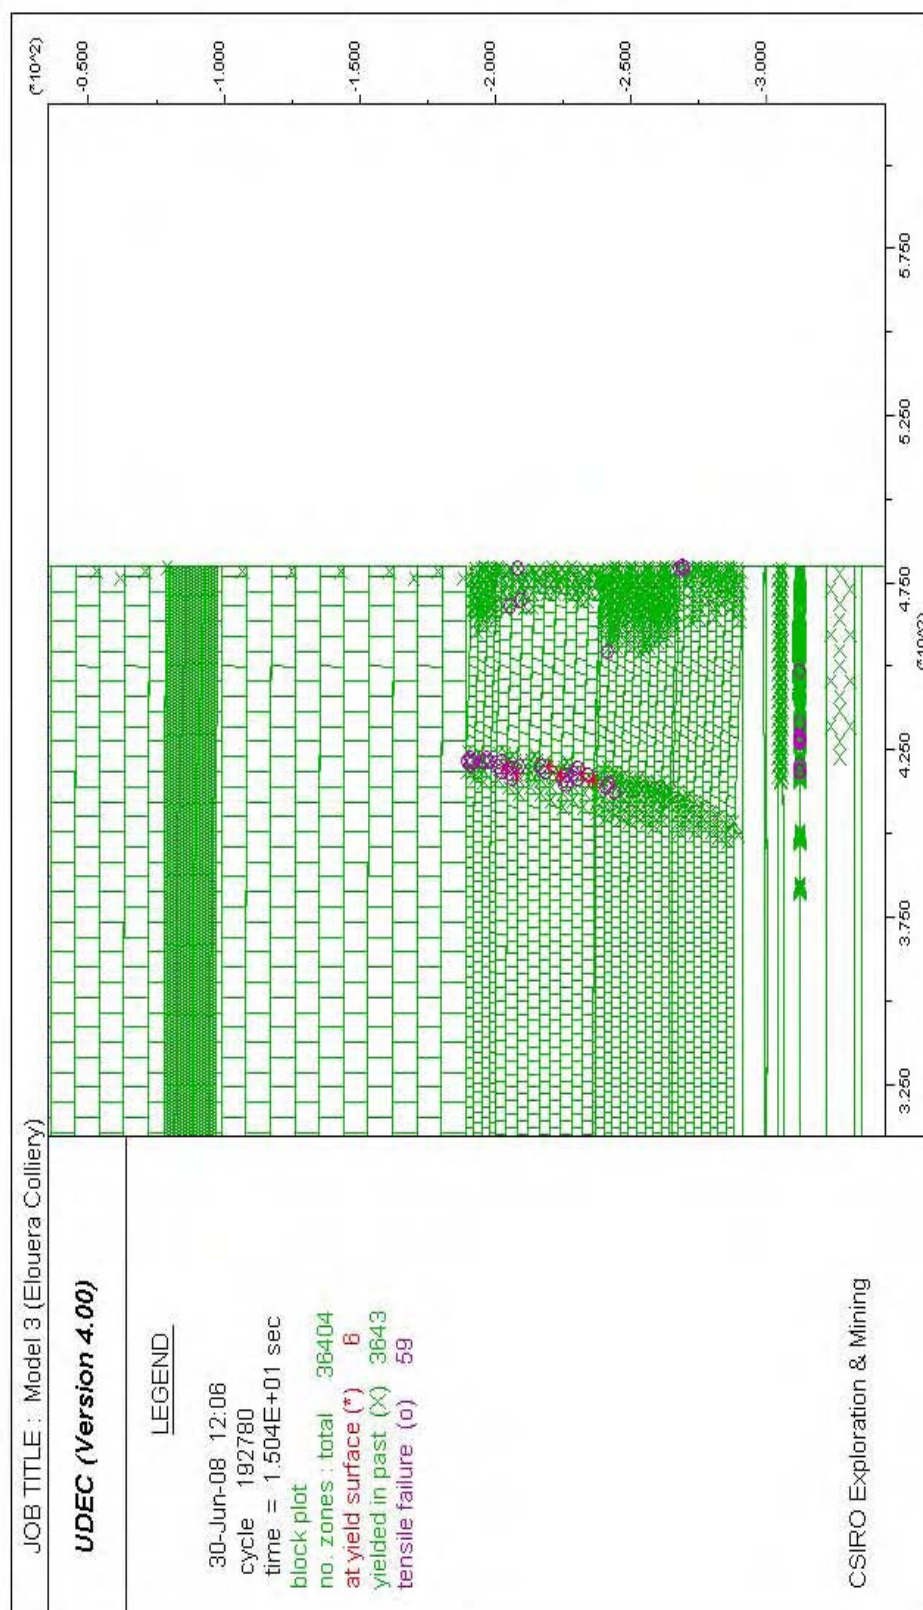 JOB TITLE : Model 3 (Elouera Colliery)
UDEC (Version 4.00)
LEGEND
30-Jun-08 12:06
cycle 192780
time = 1.504E+01 sec
block plot
no. zones : total 36404
at yield surface (*) 6
yielded in past (X) 3643
tensile failure (o) 59
CSIRO Exploration & Mining
(*10^2)
-0.500
-1.000
-1.500
-2.000
-2.500
-3.000
3.250
3.750
4.250
4.750
5.250
5.750
(*10^2)